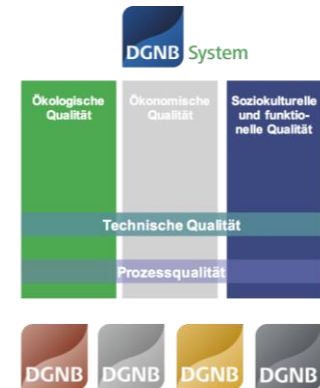 DGNB System
Ökologische
Qualität
Ökonomische
Qualität
Soziokulturelle
und funktio-
nelle Qualität
Technische Qualität
Prozessqualität
DGNB DGNB DGNB DGNB